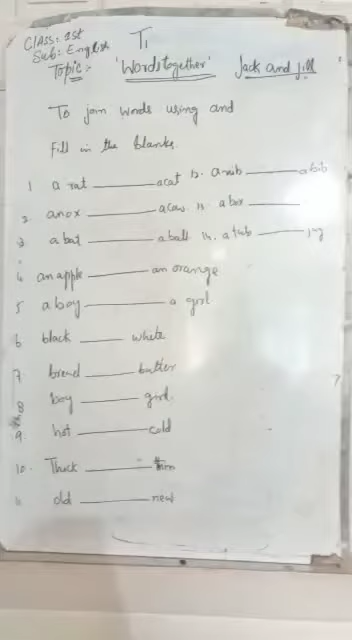 Class: 1st
Sub: English
T1
Topic:- 'Words together' Jack and jill
To join words using and
Fill in the blanks.
1 a rat ________ a cat a nib ________ a bib
2. an ox ________ a cow a box ________
3 a bat ________ a ball a tub ________ jug
4 an apple ________ an orange
5 a boy ________ a girl
6 black ________ white
7 bread ________ butter
8 boy ________ girl
9. hot ________ cold
10. Thick ________ thin
11 old ________ new